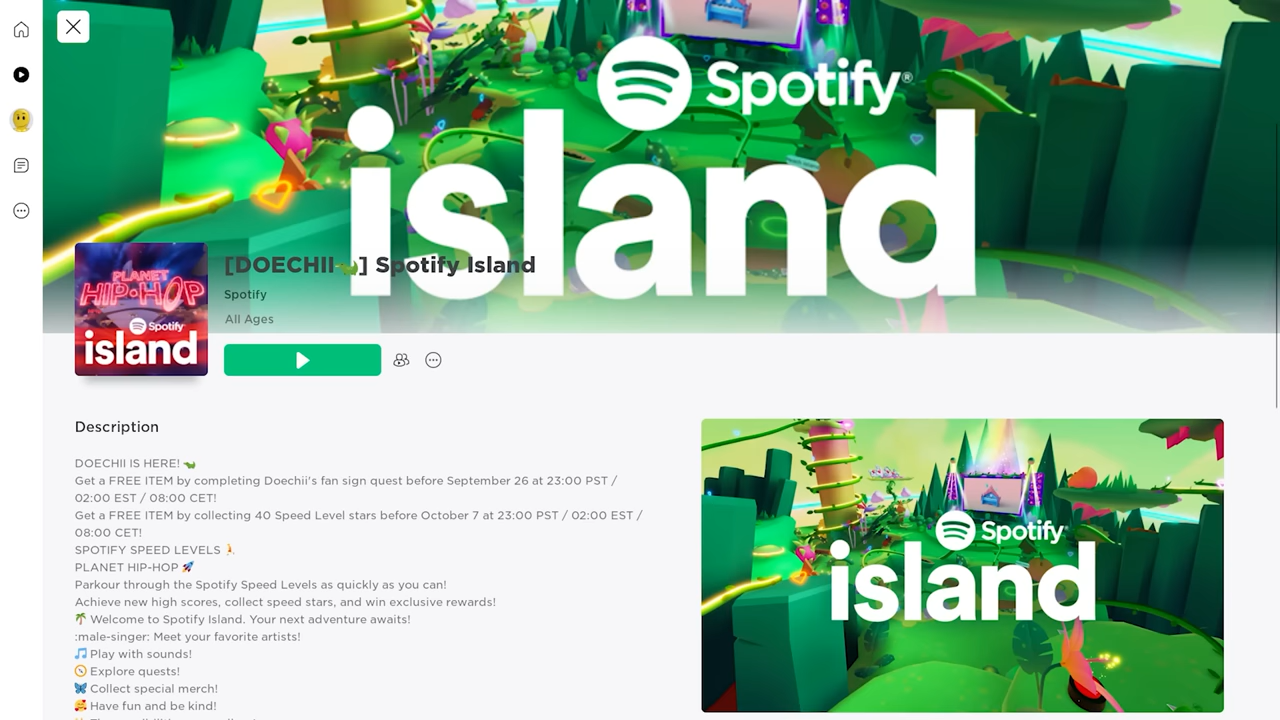 Spotify®
island
PLANET
HIP•HOP
Spotify
island
[DOECHII🦎] Spotify Island
Spotify
All Ages
Description
DOECHII IS HERE! 🦎
Get a FREE ITEM by completing Doechii's fan sign quest before September 26 at 23:00 PST /
02:00 EST / 08:00 CET!
Get a FREE ITEM by collecting 40 Speed Level stars before October 7 at 23:00 PST / 02:00 EST /
08:00 CET!
SPOTIFY SPEED LEVELS 🏃
PLANET HIP-HOP 🚀
Parkour through the Spotify Speed Levels as quickly as you can!
Achieve new high scores, collect speed stars, and win exclusive rewards!
🌴 Welcome to Spotify Island. Your next adventure awaits!
:male-singer: Meet your favorite artists!
🎵 Play with sounds!
🧭 Explore quests!
🦋 Collect special merch!
🥰 Have fun and be kind!
Spotify
island